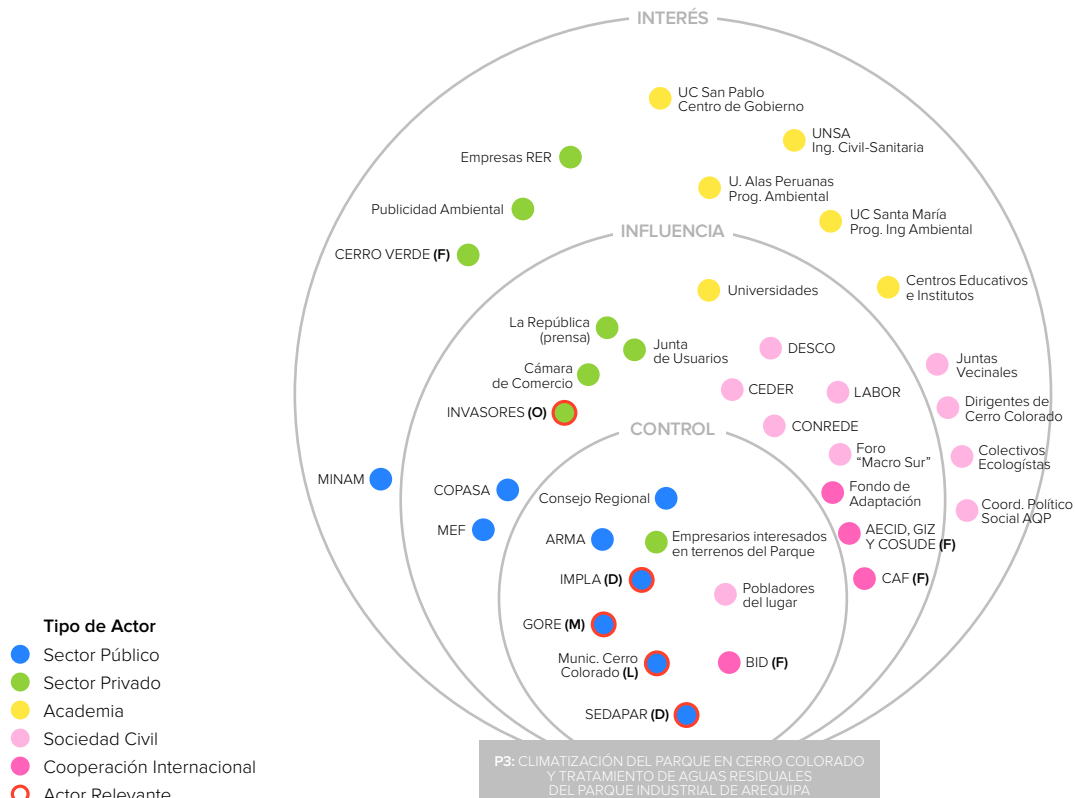 INTERÉS
UC San Pablo
Centro de Gobierno
UNSA
Ing. Civil-Sanitaria
Empresas RER
U. Alas Peruanas
Prog. Ambiental
Publicidad Ambiental
UC Santa María
Prog. Ing Ambiental
INFLUENCIA
CERRO VERDE (F)
Centros Educativos
e Institutos
Universidades
La República
(prensa)
Junta
de Usuarios
DESCO
Juntas
Vecinales
Cámara
de Comercio
CEDER
LABOR
Dirigentes de
Cerro Colorado
INVASORES (O)
CONTROL
CONREDE
Foro
“Macro Sur”
Colectivos
Ecologístas
MINAM
COPASA
Consejo Regional
Fondo de
Adaptación
Coord. Político
Social AQP
MEF
ARMA
Empresarios interesados
en terrenos del Parque
AECID, GIZ
Y COSUDE (F)
IMPLA (D)
CAF (F)
Pobladores
del lugar
GORE (M)
Munic. Cerro
Colorado (L)
BID (F)
SEDAPAR (D)
Tipo de Actor
Sector Público
Sector Privado
Academia
Sociedad Civil
Cooperación Internacional
Actor Relevante
P3: CLIMATIZACIÓN DEL PARQUE EN CERRO COLORADO
Y TRATAMIENTO DE AGUAS RESIDUALES
DEL PARQUE INDUSTRIAL DE AREQUIPA